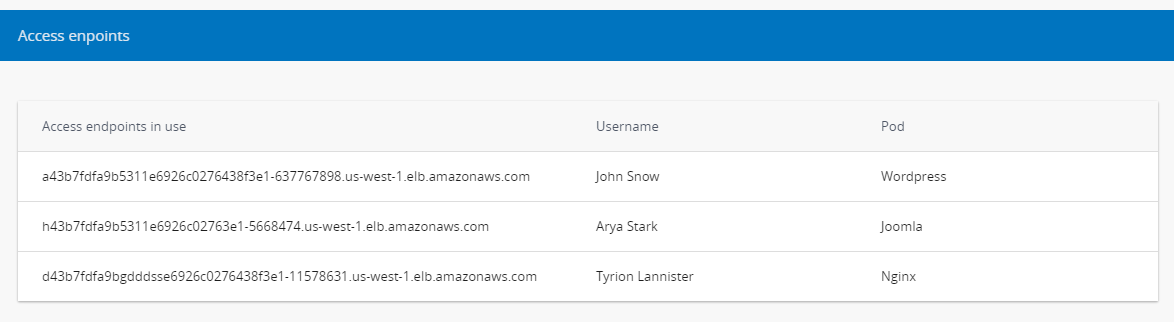 Access enpoints
Access endpoints in use Username Pod
a43b7fdfa9b5311e6926c0276438f3e1-637767898.us-west-1.elb.amazonaws.com John Snow Wordpress
h43b7fdfa9b5311e6926c02763e1-5668474.us-west-1.elb.amazonaws.com Arya Stark Joomla
d43b7fdfa9bgdddsse6926c0276438f3e1-11578631.us-west-1.elb.amazonaws.com Tyrion Lannister Nginx